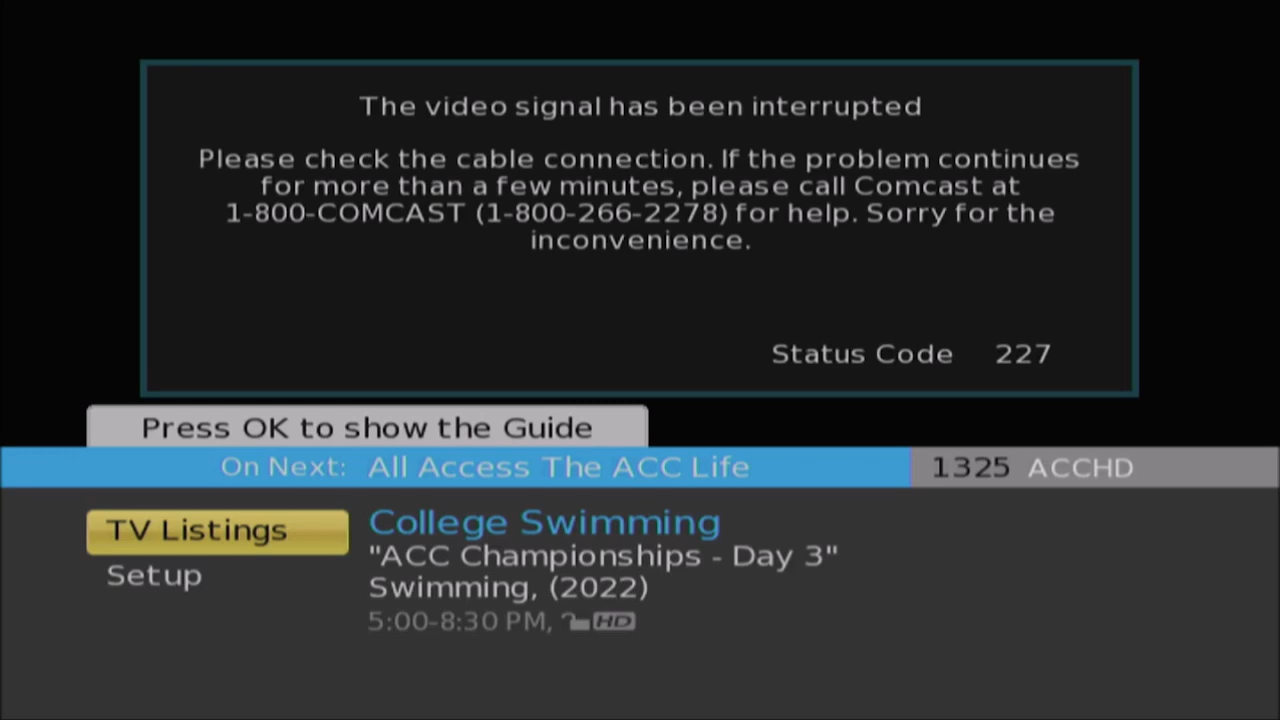 The video signal has been interrupted
Please check the cable connection. If the problem continues
for more than a few minutes, please call Comcast at
1-800-COMCAST (1-800-266-2278) for help. Sorry for the
inconvenience.
Status Code 227
Press OK to show the Guide
On Next: All Access The ACC Life 1325 ACCHD
TV Listings College Swimming
"ACC Championships - Day 3"
Setup Swimming, (2022)
5:00-8:30 PM, HD